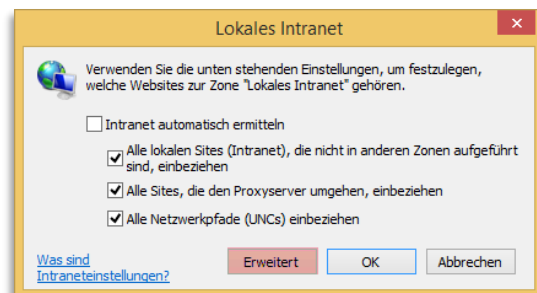 Lokales Intranet
Verwenden Sie die unten stehenden Einstellungen, um festzulegen,
welche Websites zur Zone "Lokales Intranet" gehören.
Intranet automatisch ermitteln
Alle lokalen Sites (Intranet), die nicht in anderen Zonen aufgeführt
sind, einbeziehen
Alle Sites, die den Proxyserver umgehen, einbeziehen
Alle Netzwerkpfade (UNCs) einbeziehen
Was sind
Intraneteinstellungen?
Erweitert OK Abbrechen